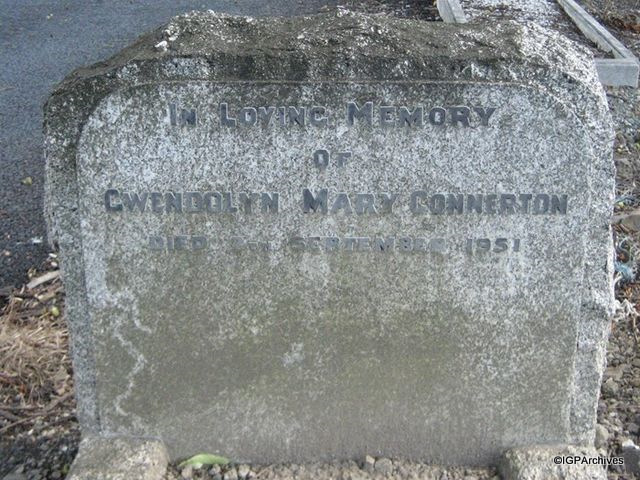 In Loving Memory
of
Gwendolyn Mary Connerton
Died September 1951
©IGPArchives